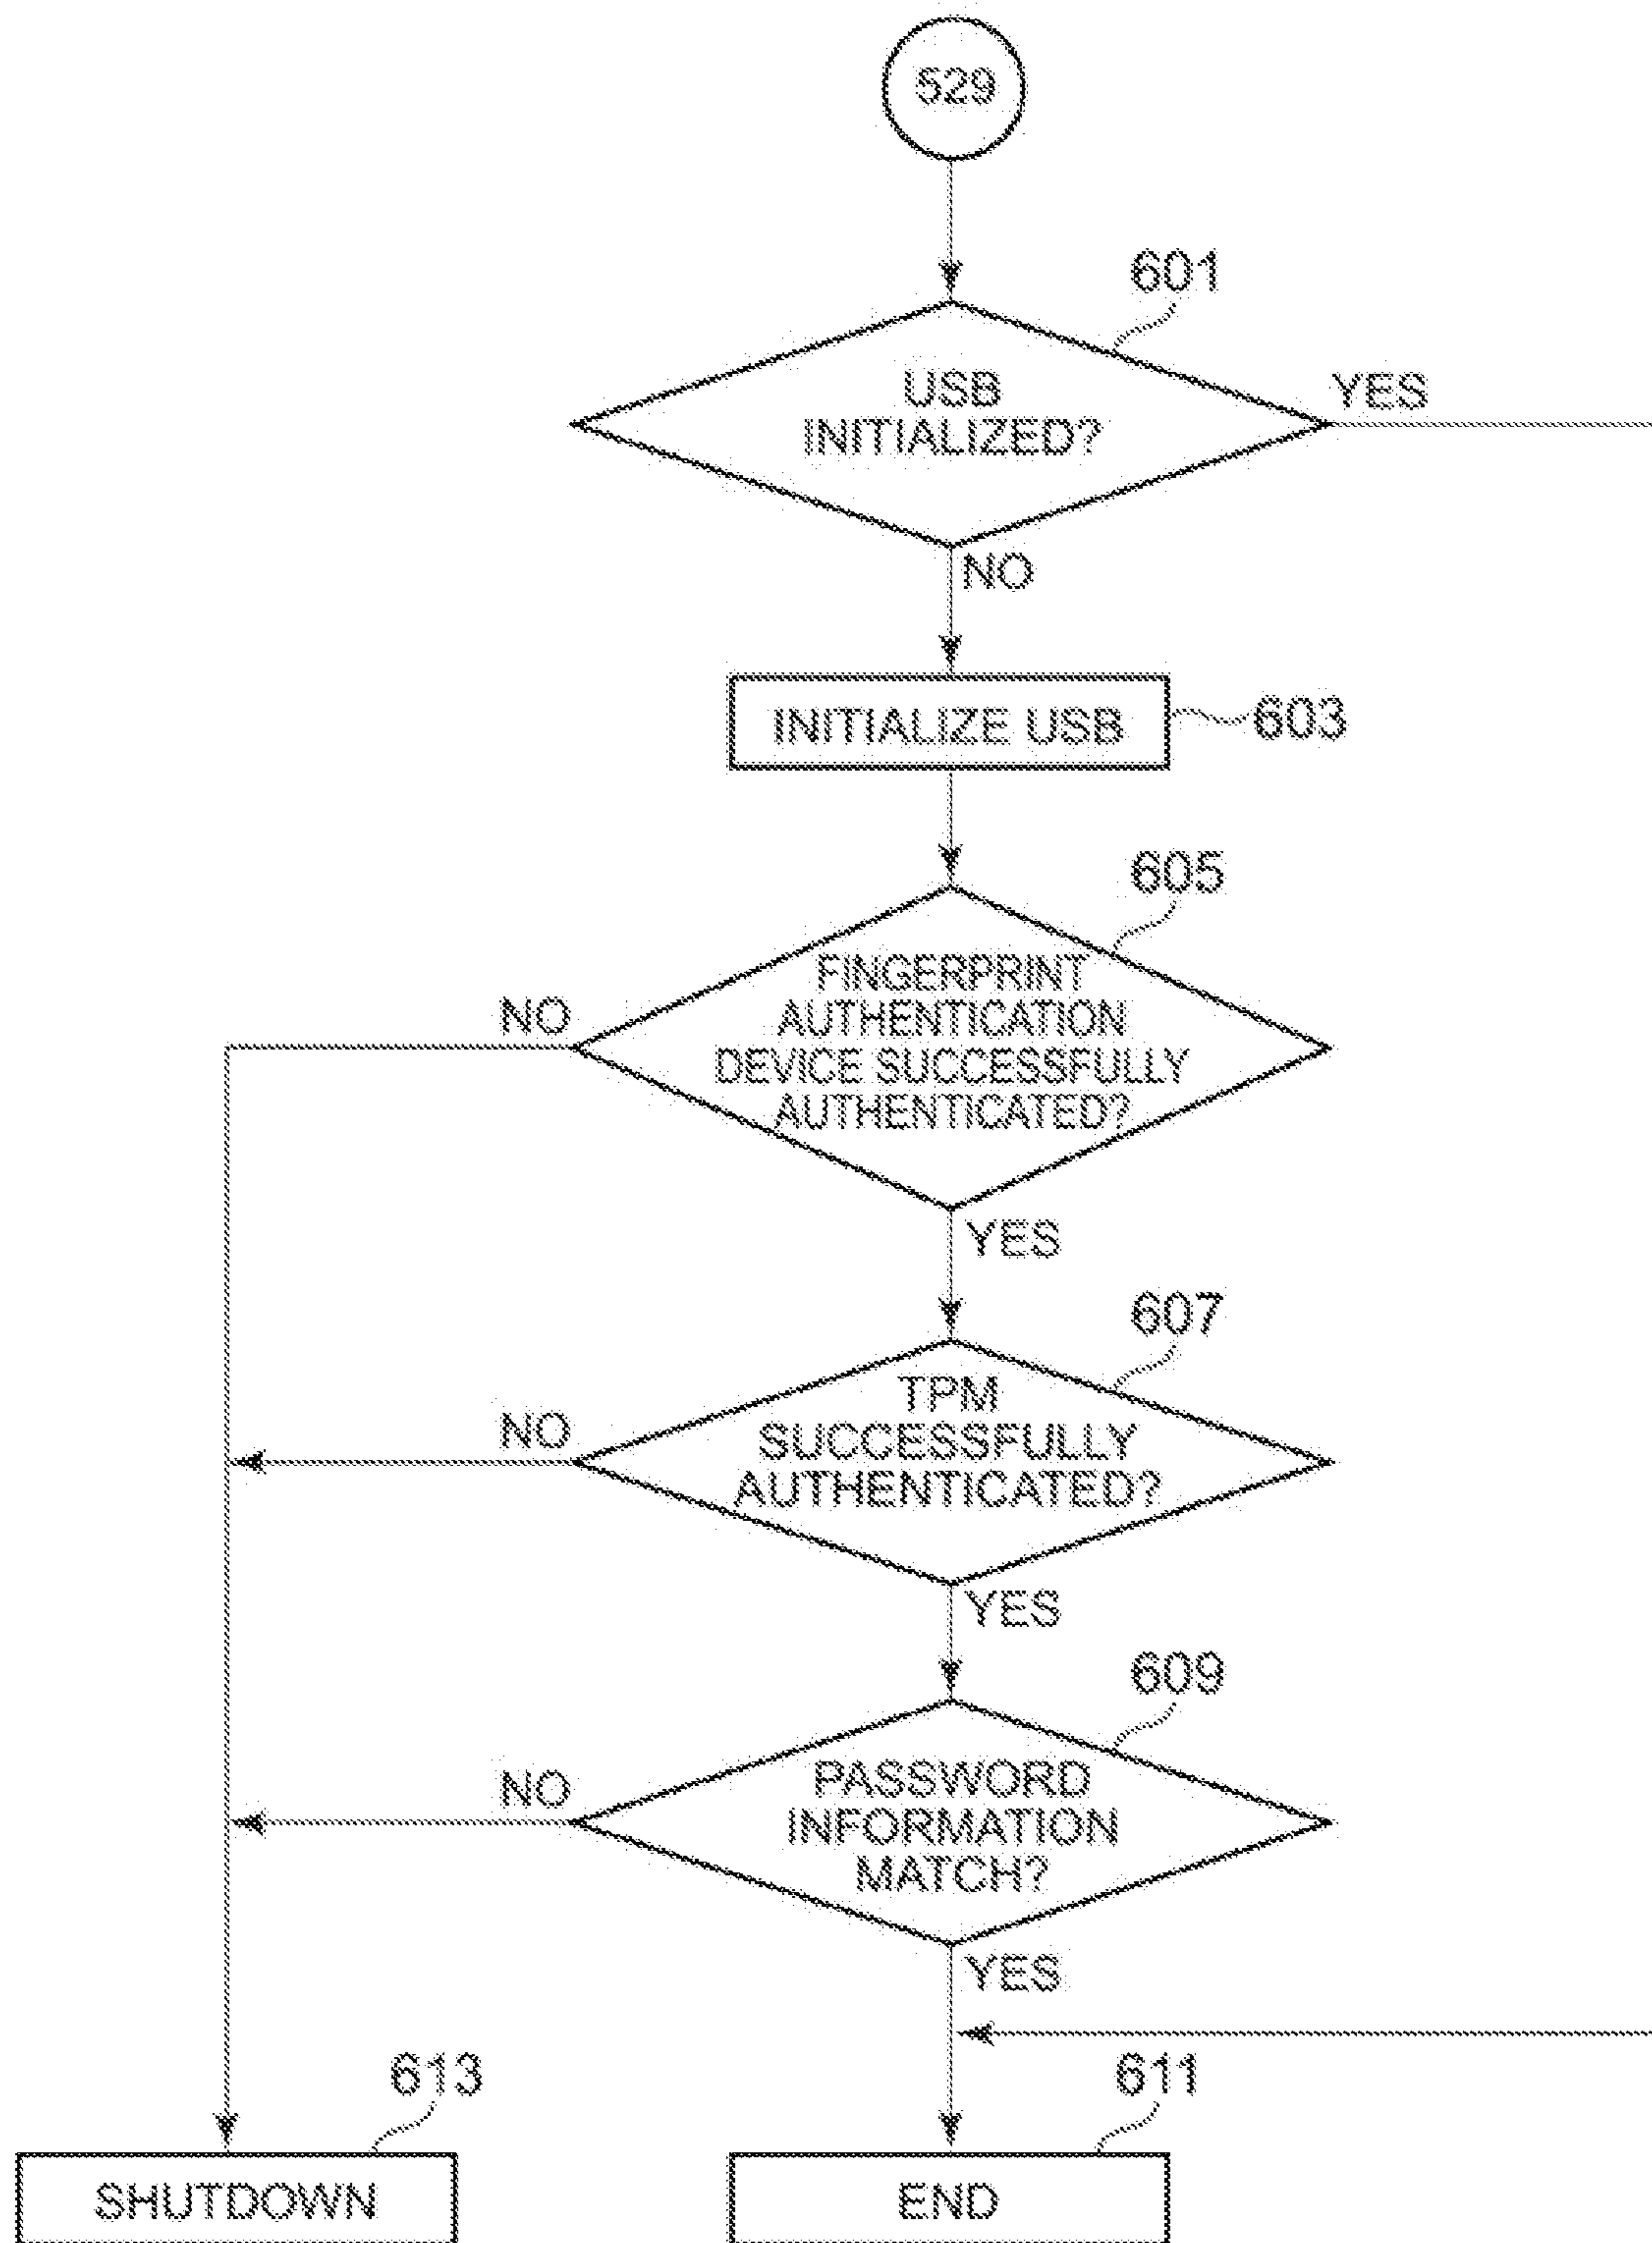 529
601
USB
INITIALIZED?
YES
NO
INITIALIZE USB
603
605
FINGERPRINT
AUTHENTICATION
DEVICE SUCCESSFULLY
AUTHENTICATED?
NO
YES
607
TPM
SUCCESSFULLY
AUTHENTICATED?
NO
YES
609
PASSWORD
INFORMATION
MATCH?
NO
YES
613
611
SHUTDOWN
END